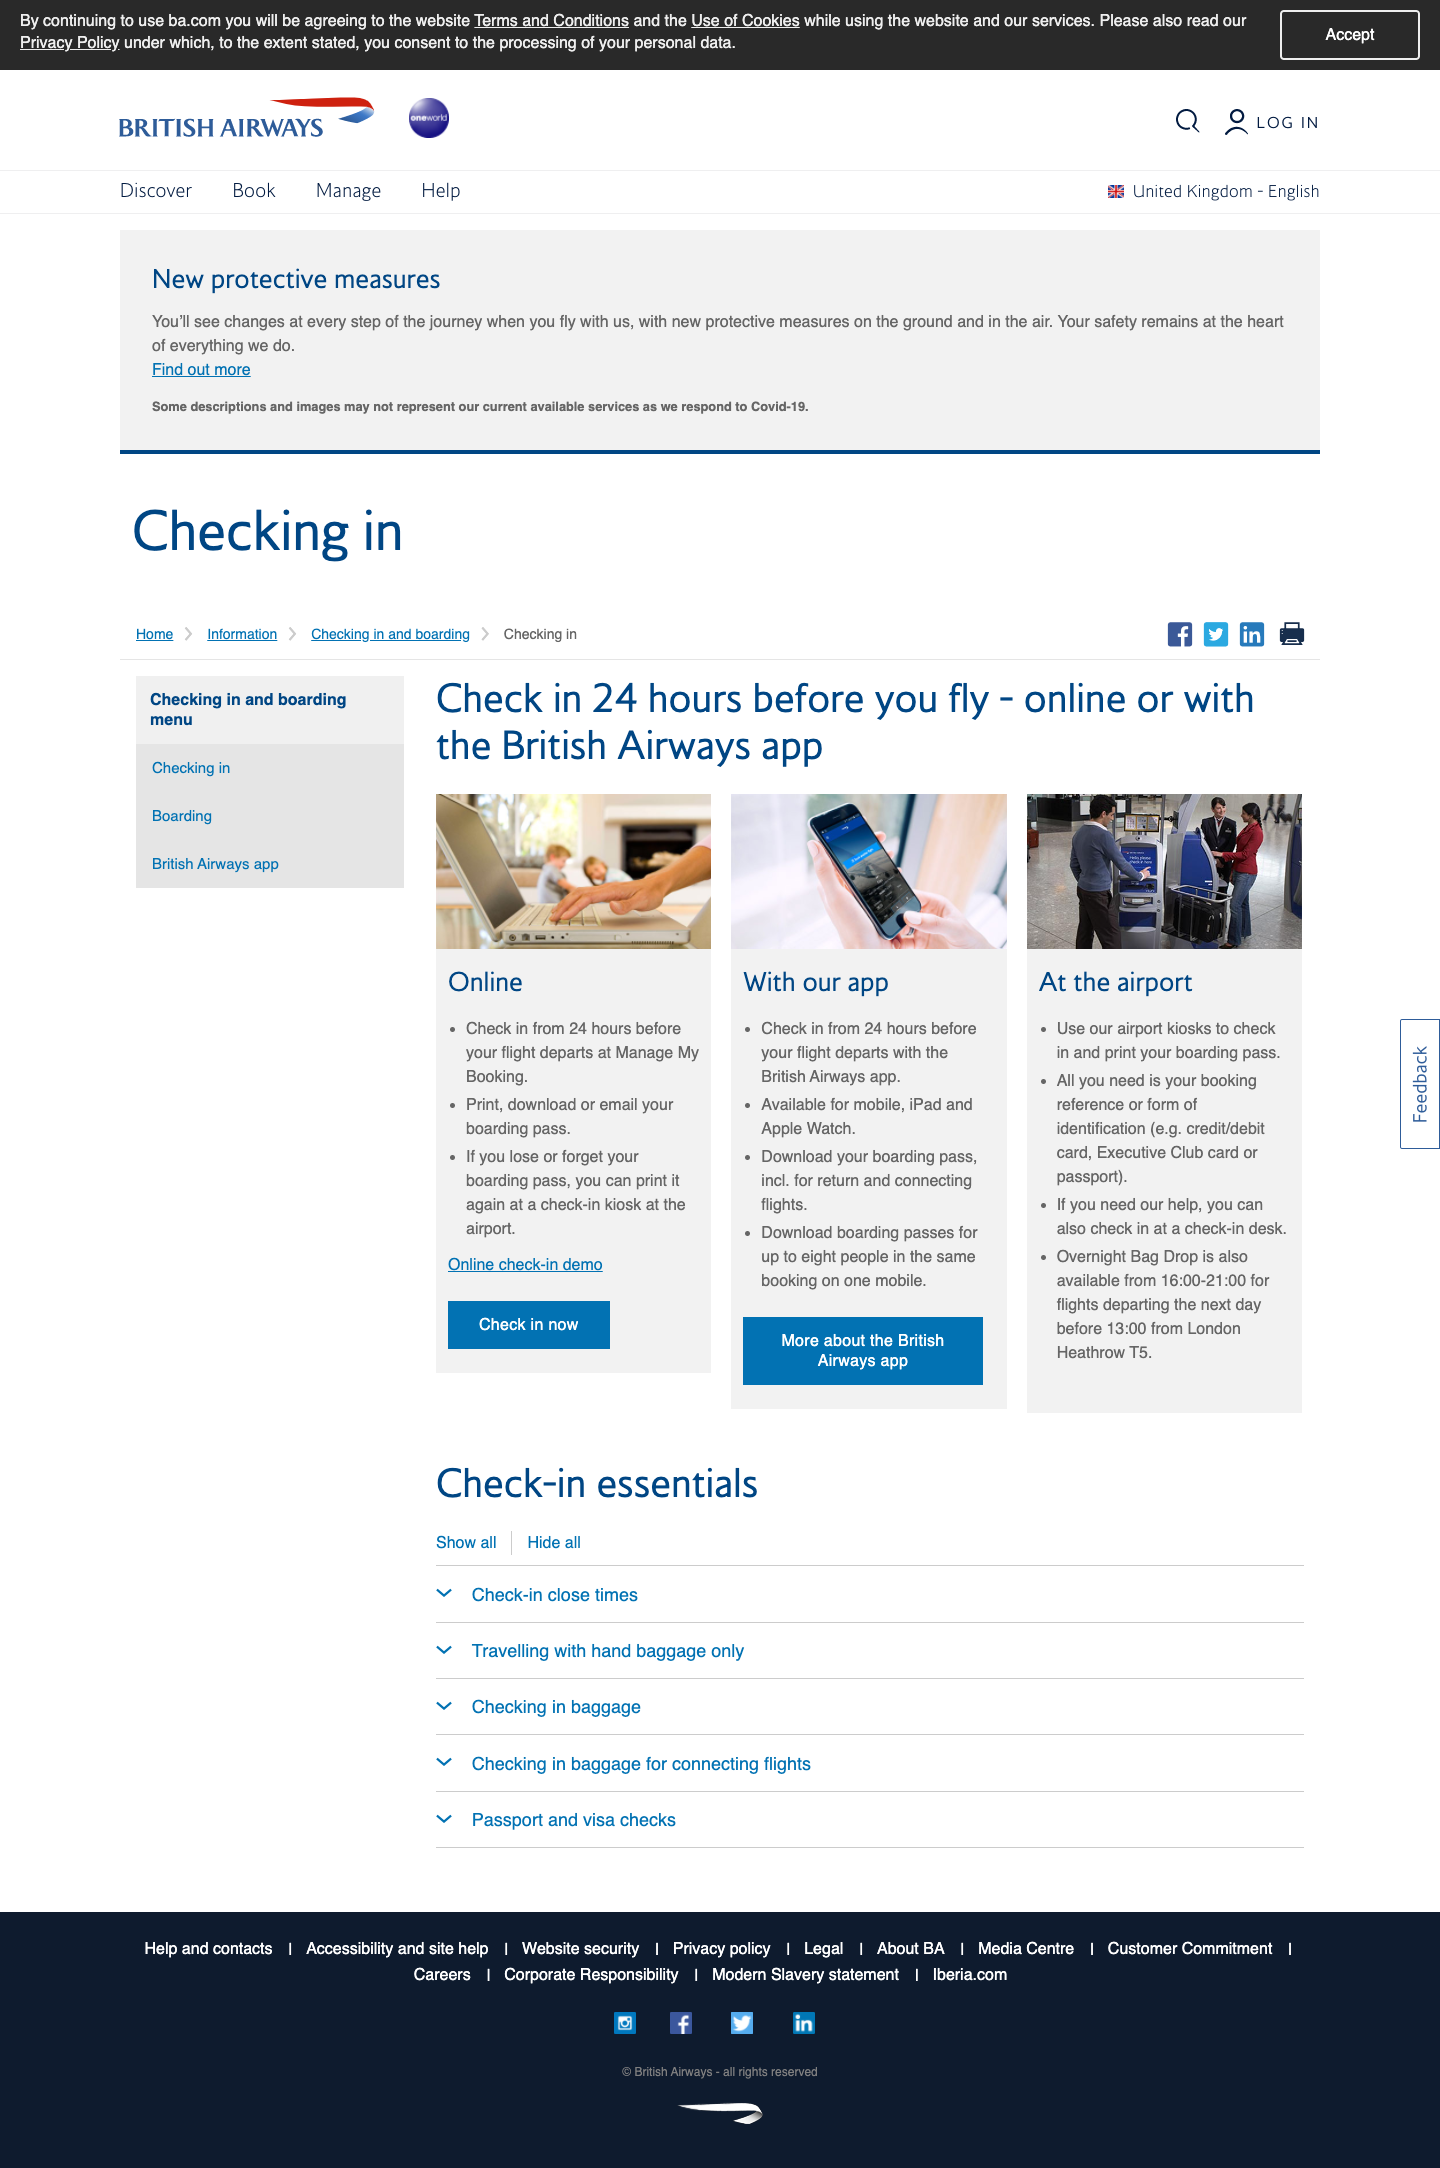 By continuing to use ba.com you will be agreeing to the website Terms and Conditions and the Use of Cookies while using the website and our services. Please also read our
Privacy Policy under which, to the extent stated, you consent to the processing of your personal data.
Accept
BRITISH AIRWAYS
oneworld
LOG IN
Discover
Book
Manage
Help
United Kingdom - English
New protective measures
You'll see changes at every step of the journey when you fly with us, with new protective measures on the ground and in the air. Your safety remains at the heart
of everything we do.
Find out more
Some descriptions and images may not represent our current available services as we respond to Covid-19.
Checking in
Home
Information
Checking in and boarding
Checking in
Checking in and boarding
menu
Checking in
Boarding
British Airways app
Check in 24 hours before you fly - online or with
the British Airways app
Online
• Check in from 24 hours before
your flight departs at Manage My
Booking.
• Print, download or email your
boarding pass.
• If you lose or forget your
boarding pass, you can print it
again at a check-in kiosk at the
airport.
Online check-in demo
Check in now
With our app
• Check in from 24 hours before
your flight departs with the
British Airways app.
• Available for mobile, iPad and
Apple Watch.
• Download your boarding pass,
incl. for return and connecting
flights.
• Download boarding passes for
up to eight people in the same
booking on one mobile.
More about the British
Airways app
At the airport
• Use our airport kiosks to check
in and print your boarding pass.
• All you need is your booking
reference or form of
identification (e.g. credit/debit
card, Executive Club card or
passport).
• If you need our help, you can
also check in at a check-in desk.
• Overnight Bag Drop is also
available from 16:00-21:00 for
flights departing the next day
before 13:00 from London
Heathrow T5.
Feedback
Check-in essentials
Show all
Hide all
Check-in close times
Travelling with hand baggage only
Checking in baggage
Checking in baggage for connecting flights
Passport and visa checks
Help and contacts | Accessibility and site help | Website security | Privacy policy | Legal | About BA | Media Centre | Customer Commitment |
Careers | Corporate Responsibility | Modern Slavery statement | Iberia.com
© British Airways - all rights reserved